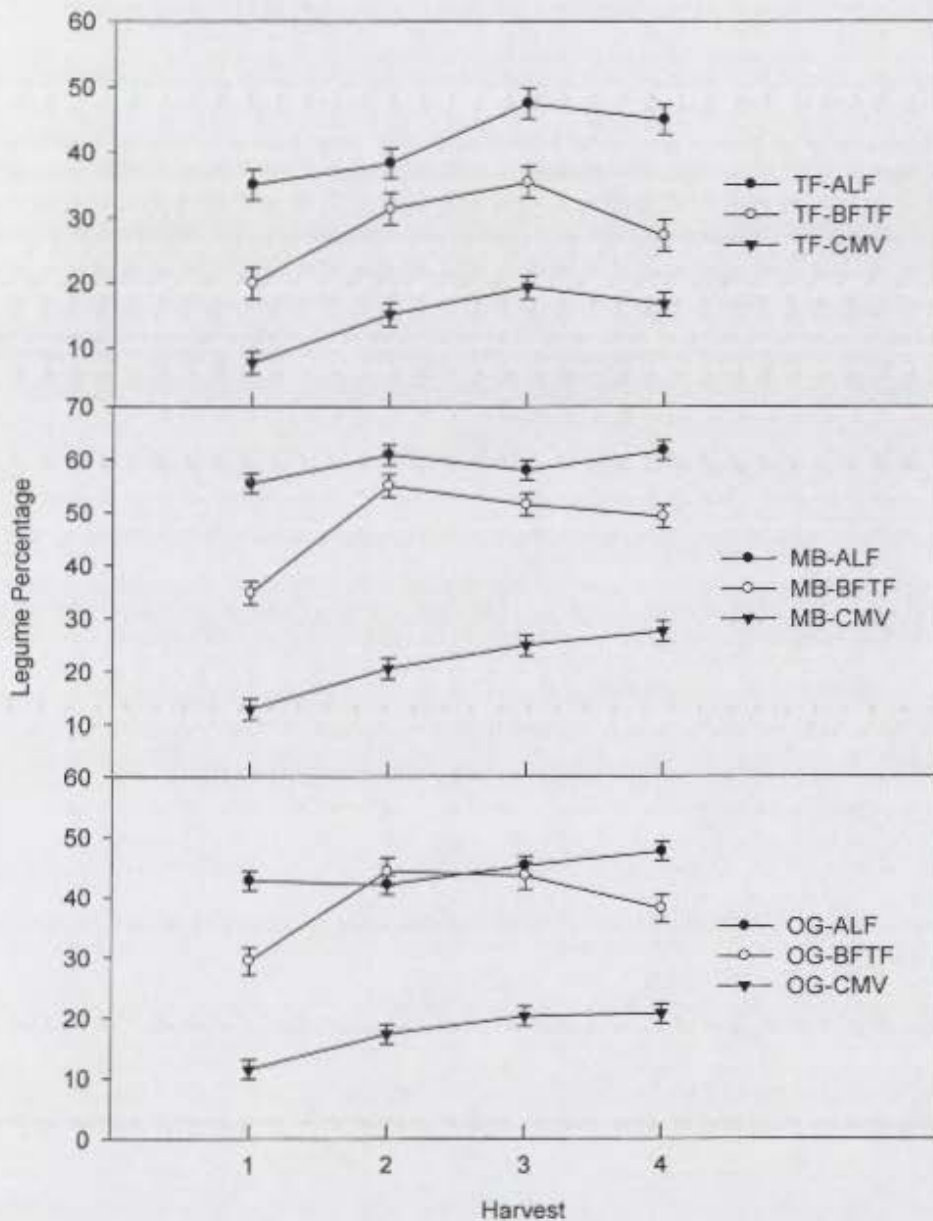 60
50
40
30
20
10
TF-ALF
TF-BFTF
TF-CMV
70
60
50
40
30
20
10
MB-ALF
MB-BFTF
MB-CMV
Legume Percentage
60
50
40
30
20
10
0
OG-ALF
OG-BFTF
OG-CMV
1 2 3 4
Harvest